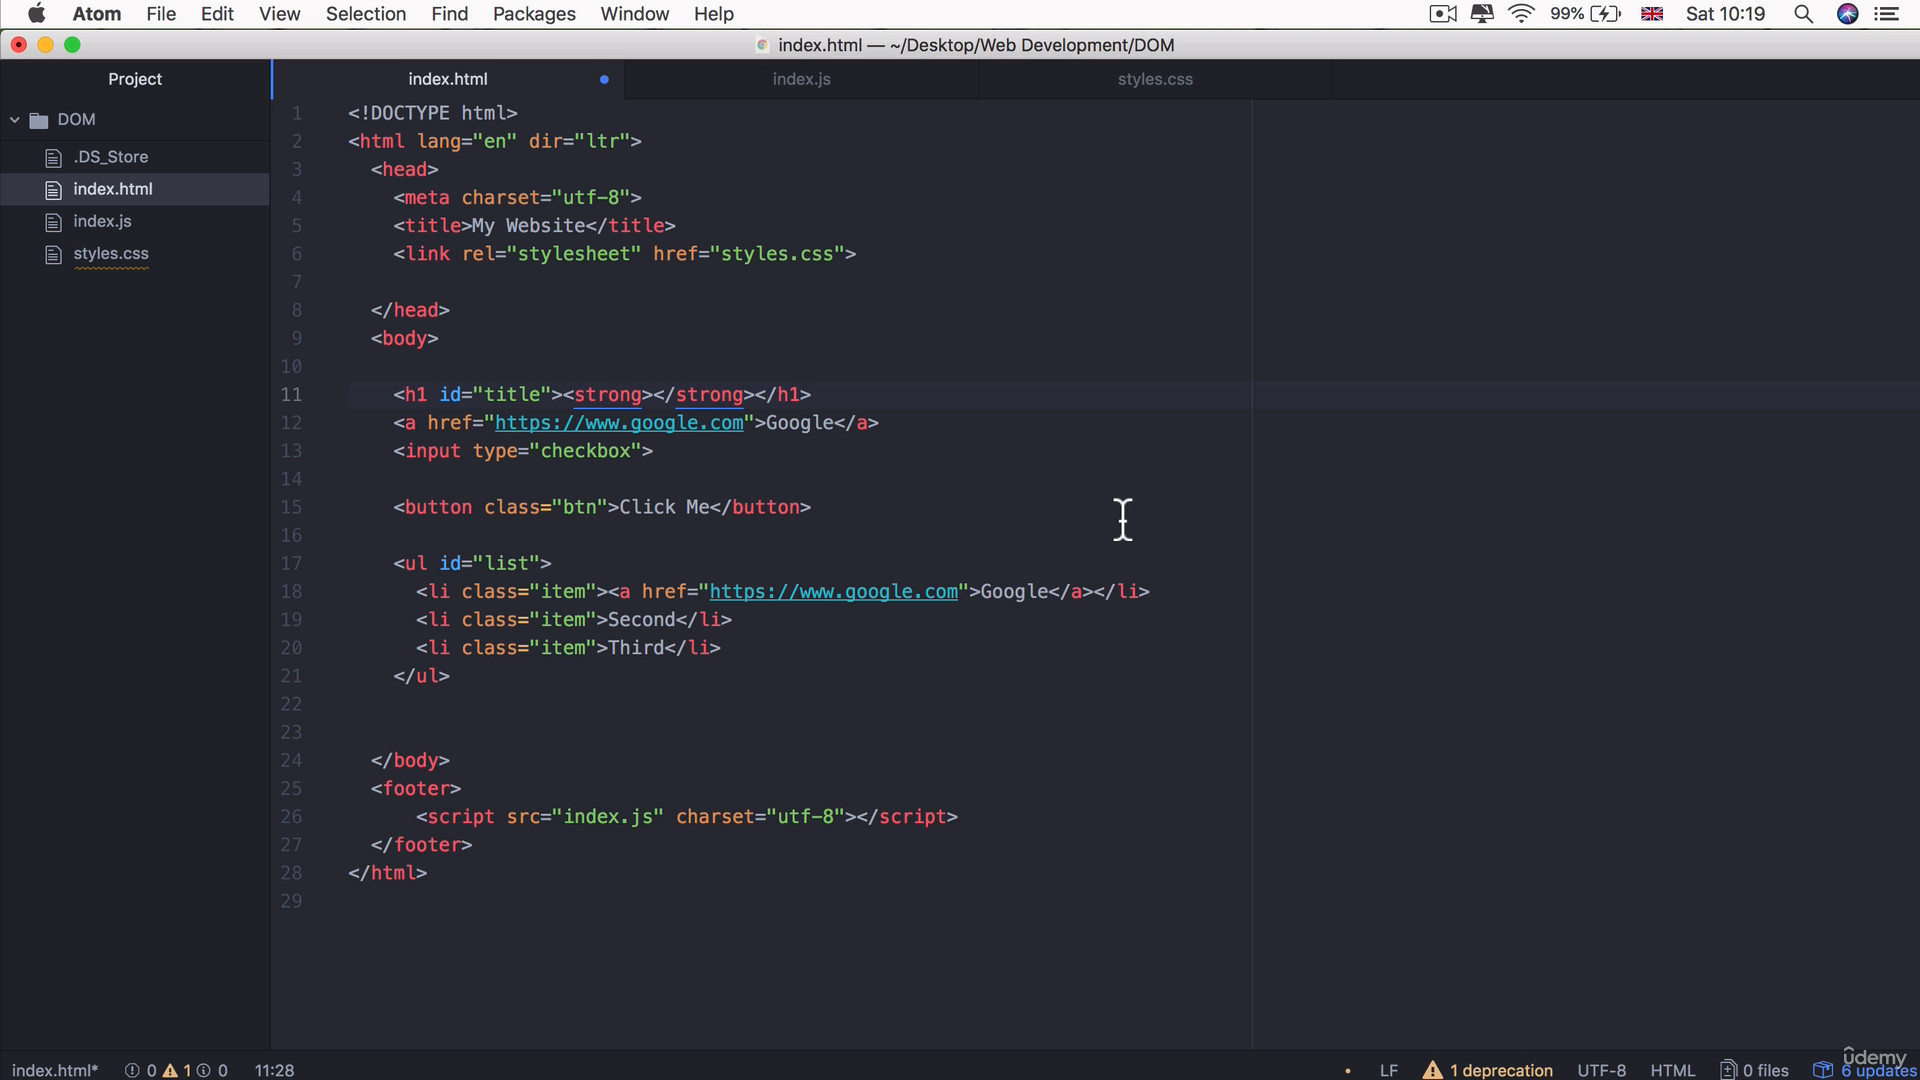 Atom File Edit View Selection Find Packages Window Help 99% Sat 10:19
index.html — ~/Desktop/Web Development/DOM
Project index.html index.js styles.css
DOM
.DS_Store
index.html
index.js
styles.css
1 <!DOCTYPE html>
2 <html lang="en" dir="ltr">
3 <head>
4 <meta charset="utf-8">
5 <title>My Website</title>
6 <link rel="stylesheet" href="styles.css">
7
8 </head>
9 <body>
10
11 <h1 id="title"><strong></strong></h1>
12 <a href="https://www.google.com">Google</a>
13 <input type="checkbox">
14
15 <button class="btn">Click Me</button>
16
17 <ul id="list">
18 <li class="item"><a href="https://www.google.com">Google</a></li>
19 <li class="item">Second</li>
20 <li class="item">Third</li>
21 </ul>
22
23
24 </body>
25 <footer>
26 <script src="index.js" charset="utf-8"></script>
27 </footer>
28 </html>
29
index.html* 0 1 0 11:28 LF 1 deprecation UTF-8 HTML 0 files 6 updates
ûdemy